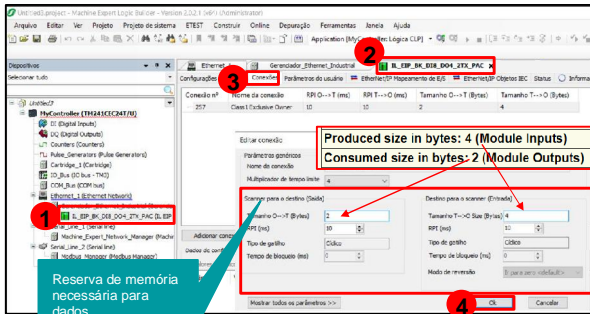 Untitled3.project - Machine Expert Logic Builder - Version 2.0.2.1 (x64) (Administrator)
Arquivo Editar Ver Projeto Projeto de sistema ETEST Construir Online Depuração Ferramentas Janela Ajuda
Dispositivos
Selecionar tudo
Untitled3
MyController (TM241CEC24T/U)
DI (Digital Inputs)
DQ (Digital Outputs)
Counters (Counters)
Pulse_Generators (Pulse Generators)
Cartridge_1 (Cartridge)
IO_Bus (IO bus - TM3)
COM_Bus (COM bus)
Ethernet_1 (Ethernet Network)
1
IL_EIP_BK_DI8_DO4_2TX_PAC (IL EIP
Serial_Line_1 (Serial line)
Machine_Expert_Network_Manager (Machin
Serial_Line_2 (Serial line)
Modbus_Manager (Modbus Manager)
2
Gerenciador_Ethernet_Industrial
IL_EIP_BK_DI8_DO4_2TX_PAC
3
Conexões
Parâmetros do usuário
Ethernet/IP Mapeamento de E/S
Ethernet/IP Objetos IEC
Status
Conexão nº Nome da conexão RPI O-->T (ms) RPI T-->O (ms) Tamanho O-->T (Bytes) Tamanho T-->O (Bytes)
257 Class1 Exclusive Owner 10 10 2 4
Editar conexão
Parâmetros genéricos
Nome da conexão
Multiplicador de tempo limite 4
Produced size in bytes: 4 (Module Inputs)
Consumed size in bytes: 2 (Module Outputs)
Scanner para o destino (Saída)
Tamanho O-->T (Bytes) 2
RPI (ms) 10
Tipo de gatilho Cíclico
Tempo de bloqueio (ms) 0
Destino para o scanner (Entrada)
Tamanho T-->O Size (Bytes) 4
RPI (ms) 10
Tipo de gatilho Cíclico
Tempo de bloqueio (ms) 0
Modo de reversão
Adicionar cone
Mostrar todos os parâmetros >>
4
Ok
Cancelar
Reserva de memória
necessária para
dados